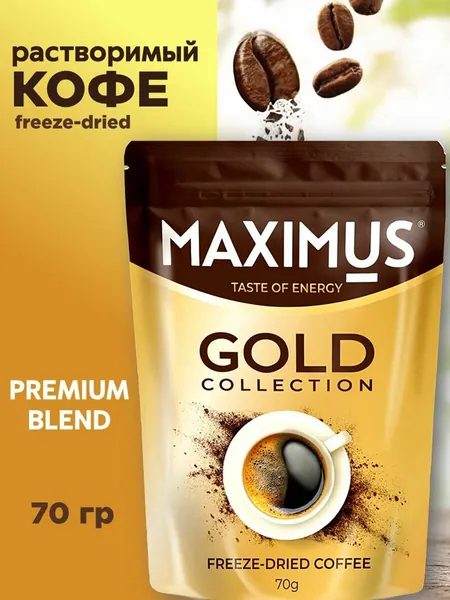 растворимый
КОФЕ
freeze-dried
MAXIMUS®
TASTE OF ENERGY
GOLD
COLLECTION
PREMIUM
BLEND
70 гр
FREEZE-DRIED COFFEE
70g